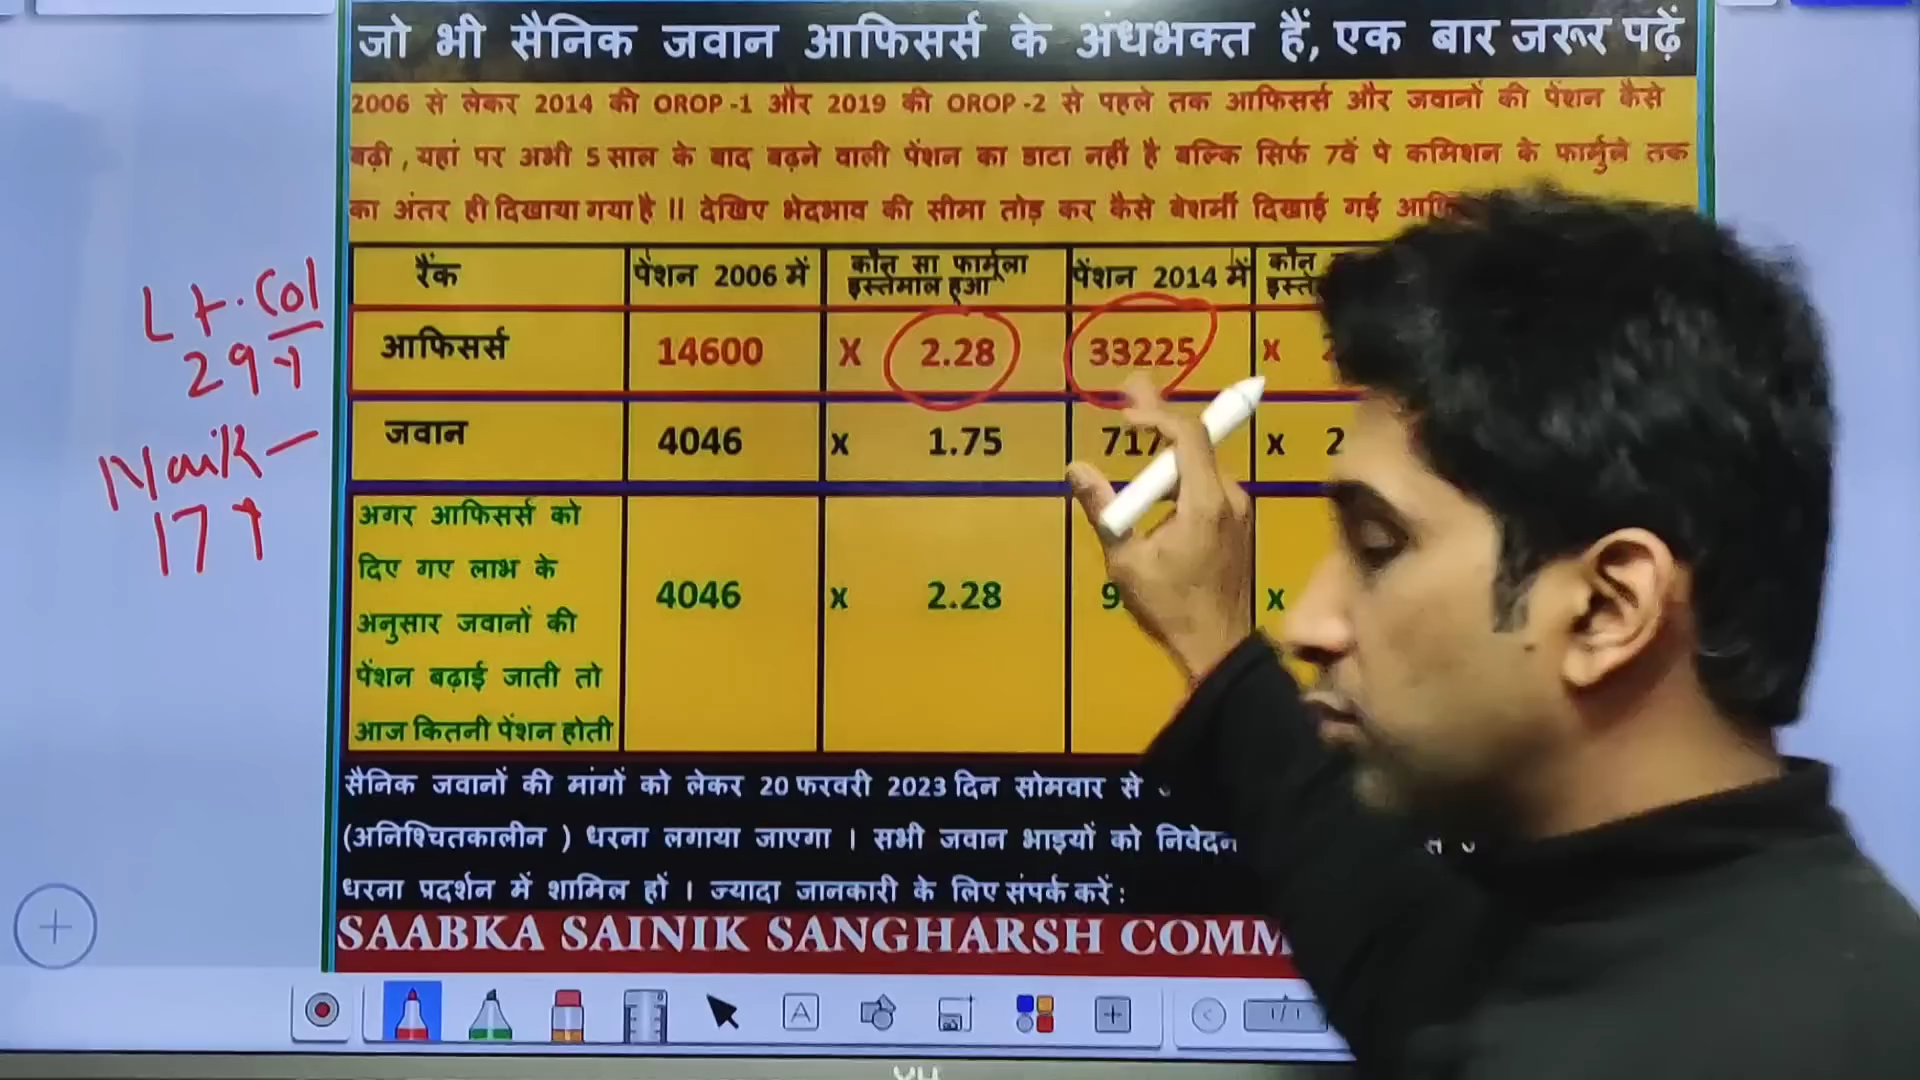 जो भी सैनिक जवान आफिसर्स के अंधभक्त हैं, एक बार जरूर पढ़ें
2006 से लेकर 2014 की OROP -1 और 2019 की OROP -2 से पहले तक आफिसर्स और जवानों की पेंशन कैसे
बढ़ी , यहां पर अभी 5 साल के बाद बढ़ने वाली पेंशन का डाटा नहीं है बल्कि सिर्फ 7वें पे कमिशन के फार्मुले तक
का अंतर ही दिखाया गया है ।। देखिए भेदभाव की सीमा तोड़ कर कैसे बेशर्मी दिखाई गई
रैंक पेंशन 2006 में कौन सा फार्मूला इस्तेमाल हुआ पेंशन 2014 में कौन
आफिसर्स 14600 X 2.28 33225 X
जवान 4046 X 1.75 X 2
अगर आफिसर्स को
दिए गए लाभ के
अनुसार जवानों की
पेंशन बढ़ाई जाती तो
आज कितनी पेंशन होती
4046 X 2.28 X
Lt. Col
29 Y
Naik —
17 Y
सैनिक जवानों की मांगों को लेकर 20 फरवरी 2023 दिन सोमवार से
(अनिश्चितकालीन ) धरना लगाया जाएगा । सभी जवान भाइयों को निवेदन
धरना प्रदर्शन में शामिल हों । ज्यादा जानकारी के लिए संपर्क करें :
SAABKA SAINIK SANGHARSH
A
1 / 1